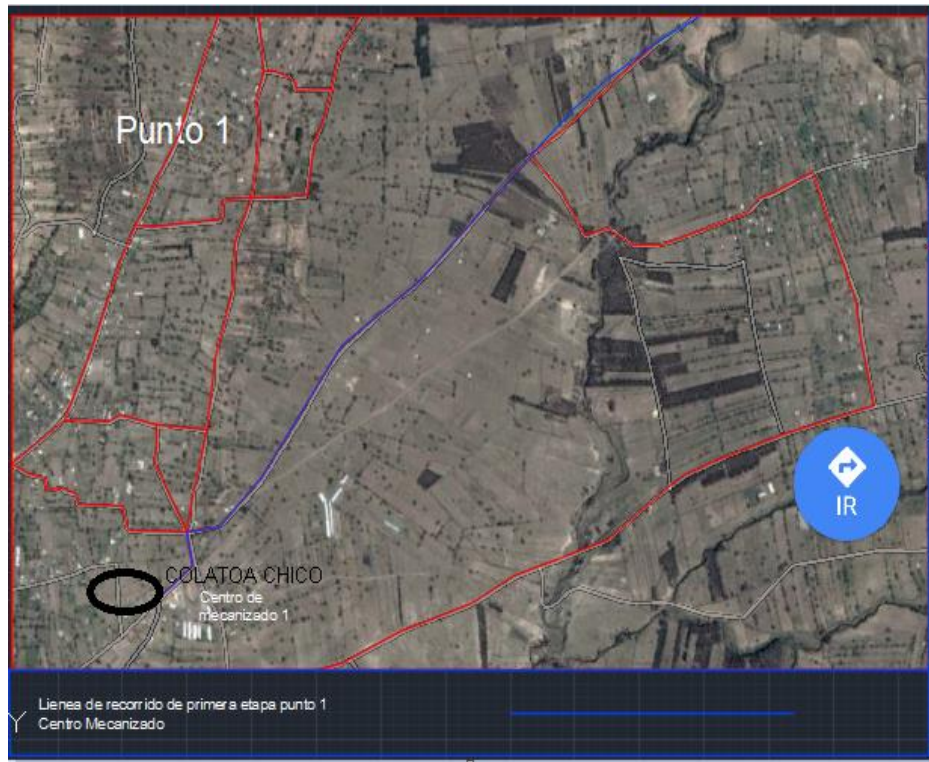 Punto 1
IR
COLATOA CHICO
Centro de
mecanizado 1
Lienea de recorrido de primera etapa punto 1
Centro Mecanizado